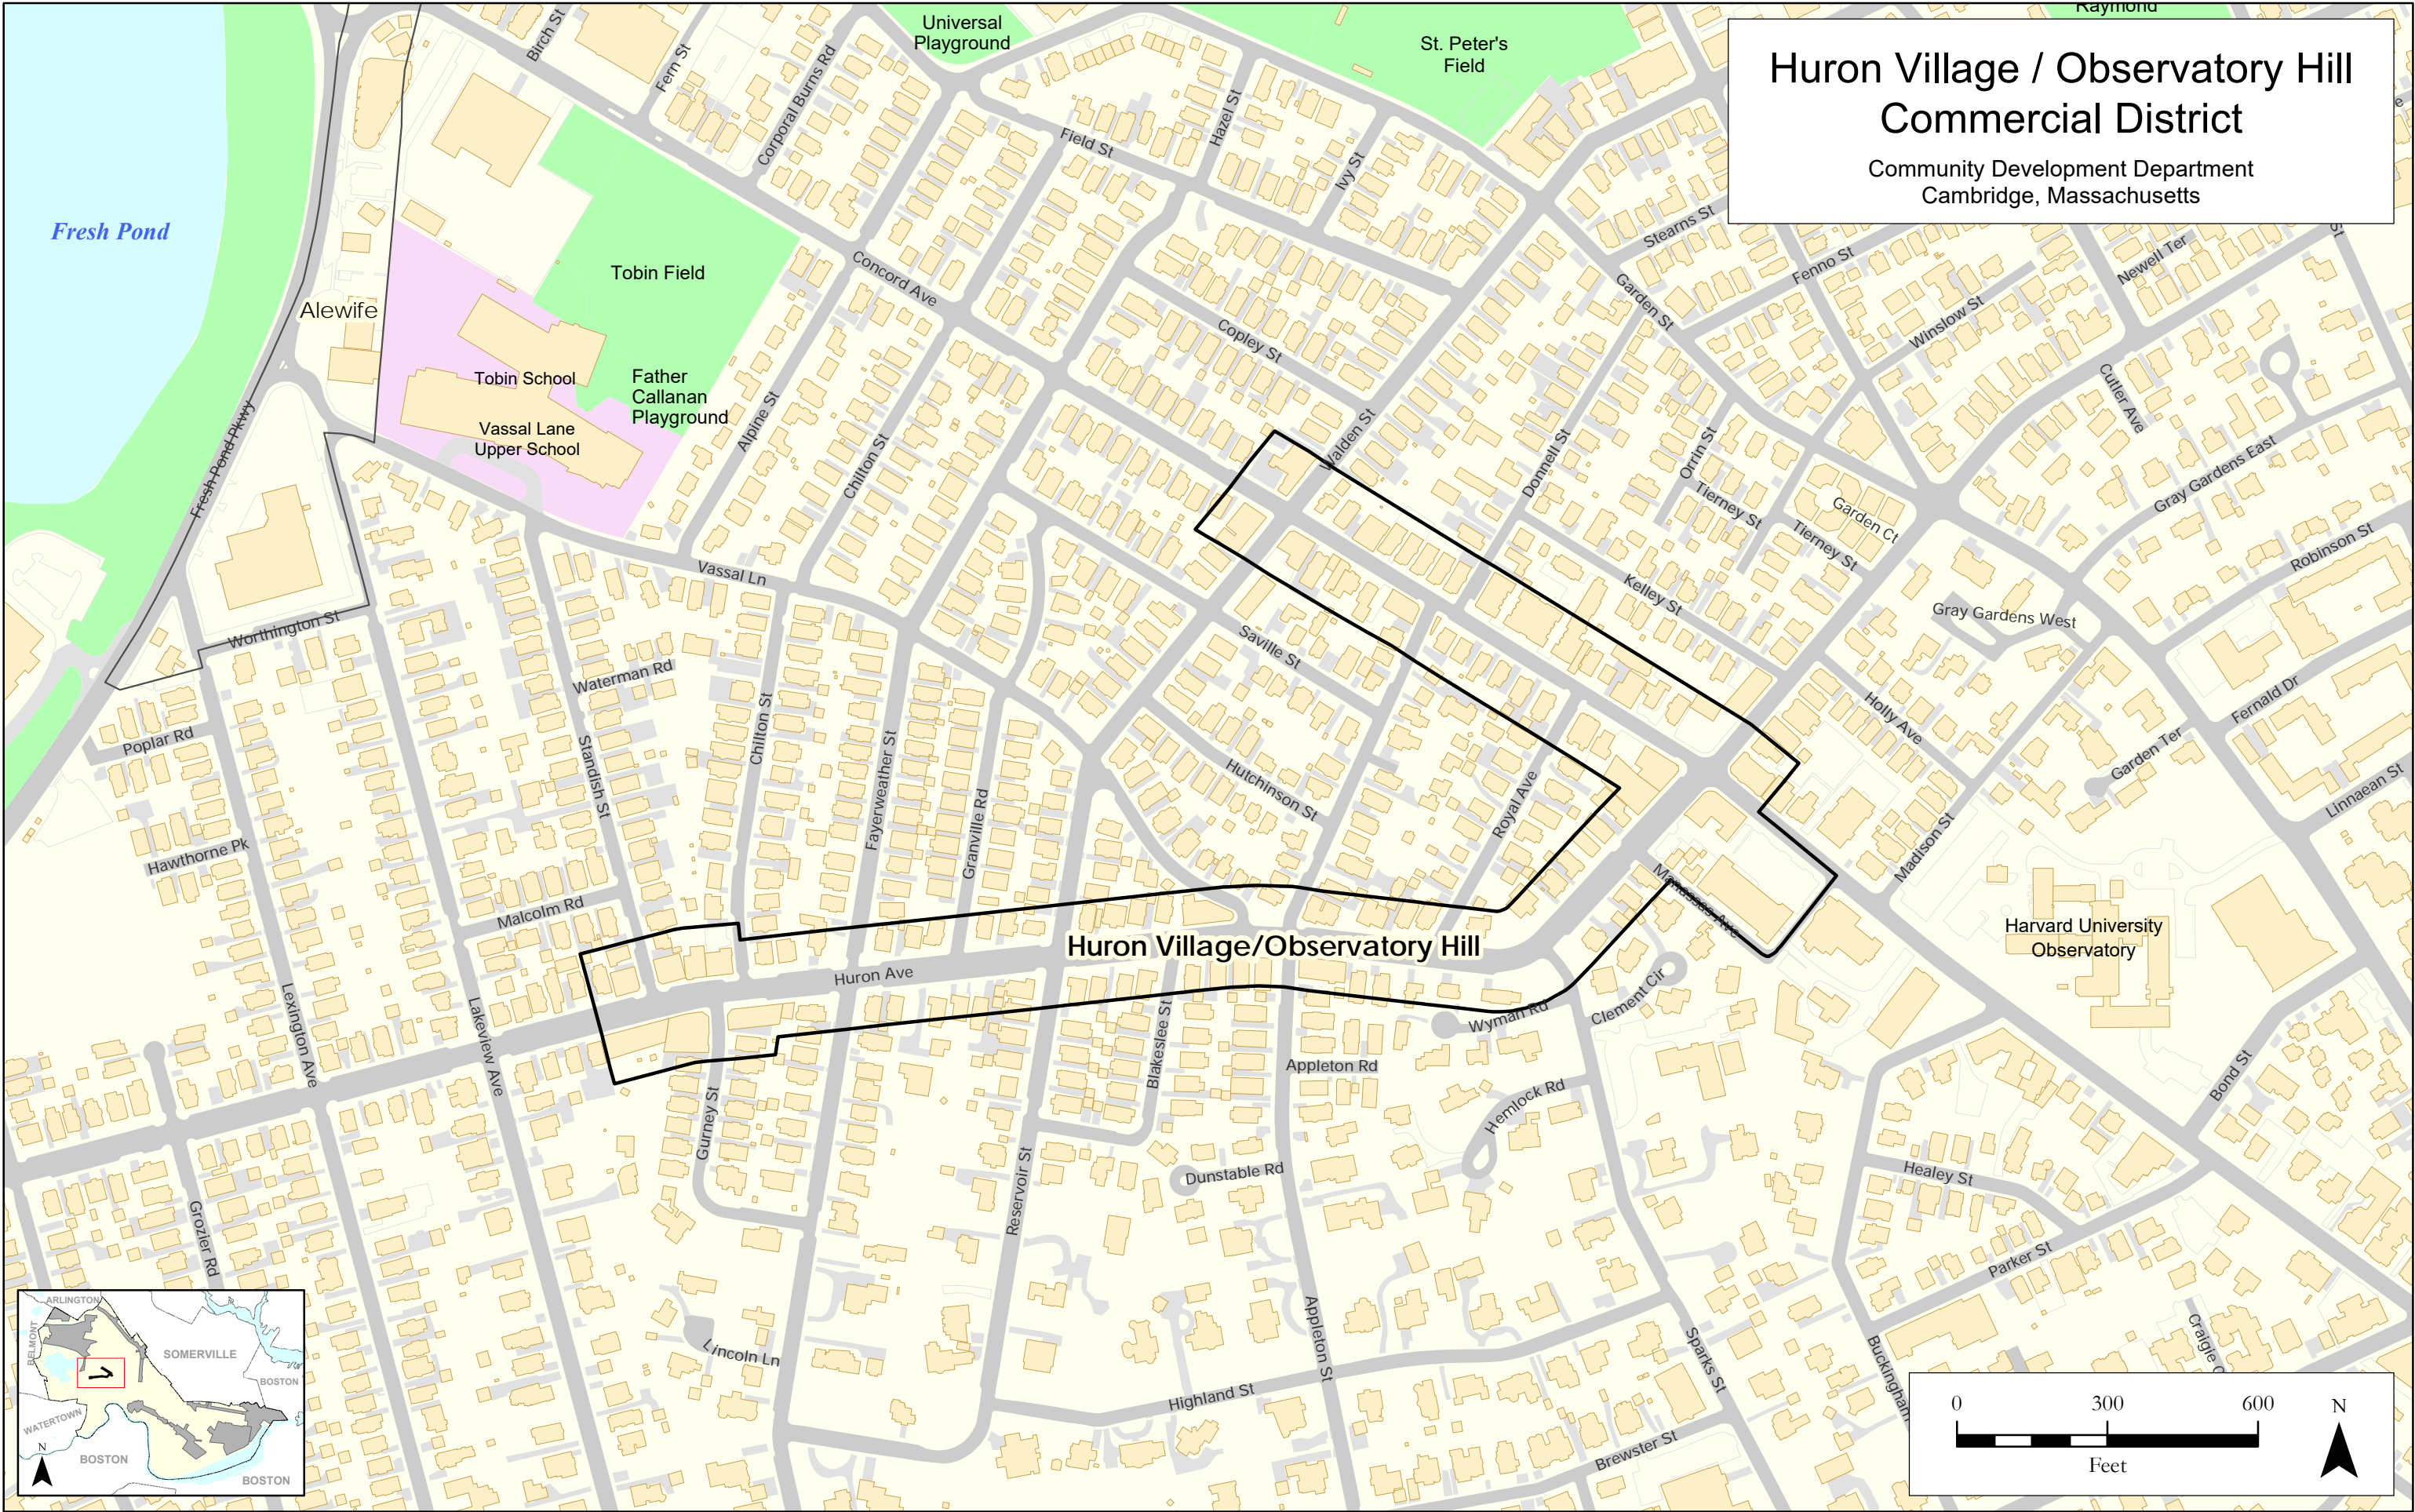 Raymond
Huron Village / Observatory Hill
Commercial District
Community Development Department
Cambridge, Massachusetts
Universal
Playground
St. Peter's
Field
Birch St
Fern St
Corporal Burns Rd
Field St
Hazel St
Ivy St
Stearns St
Fenno St
Newell Ter
St
Fresh Pond
Tobin Field
Concord Ave
Garden St
Winslow St
Alewife
Copley St
Cutler Ave
Tobin School
Father
Callanan
Playground
Vassal Lane
Upper School
Alpine St
Chilton St
Walden St
Donnell St
Orrin St
Tierney St
Tierney St
Garden Ct
Gray Gardens East
Fresh Pond Pkwy
Robinson St
Vassal Ln
Kelley St
Gray Gardens West
Worthington St
Saville St
Waterman Rd
Holly Ave
Fernald Dr
Poplar Rd
Standish St
Chilton St
Fayerweather St
Granville Rd
Hutchinson St
Royal Ave
Garden Ter
Linnaean St
Hawthorne Pk
Madison St
Manassas Ave
Malcolm Rd
Harvard University
Observatory
Huron Village/Observatory Hill
Huron Ave
Clement Cir
Wyman Rd
Lexington Ave
Lakeview Ave
Blakeslee St
Appleton Rd
Hemlock Rd
Bond St
Gurney St
Reservoir St
Dunstable Rd
Healey St
Grozier Rd
Parker St
Appleton St
Sparks St
Buckingham
Craigie
Lincoln Ln
Highland St
Brewster St
ARLINGTON
BELMONT
SOMERVILLE
BOSTON
WATERTOWN
BOSTON
BOSTON
N
0 300 600
Feet
N